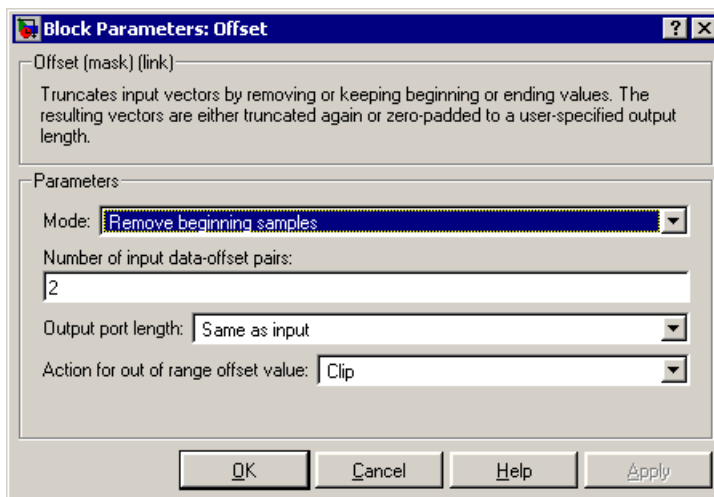 Block Parameters: Offset
Offset (mask) (link)
Truncates input vectors by removing or keeping beginning or ending values. The
resulting vectors are either truncated again or zero-padded to a user-specified output
length.
Parameters
Mode: Remove beginning samples
Number of input data-offset pairs:
2
Output port length: Same as input
Action for out of range offset value: Clip
OK Cancel Help Apply